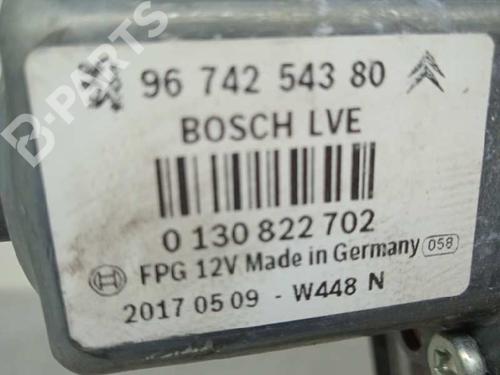 B-PARTS
96 742 543 80
BOSCH LVE
0 130 822 702
FPG 12V Made in Germany 058
2017 05 09 - W448 N